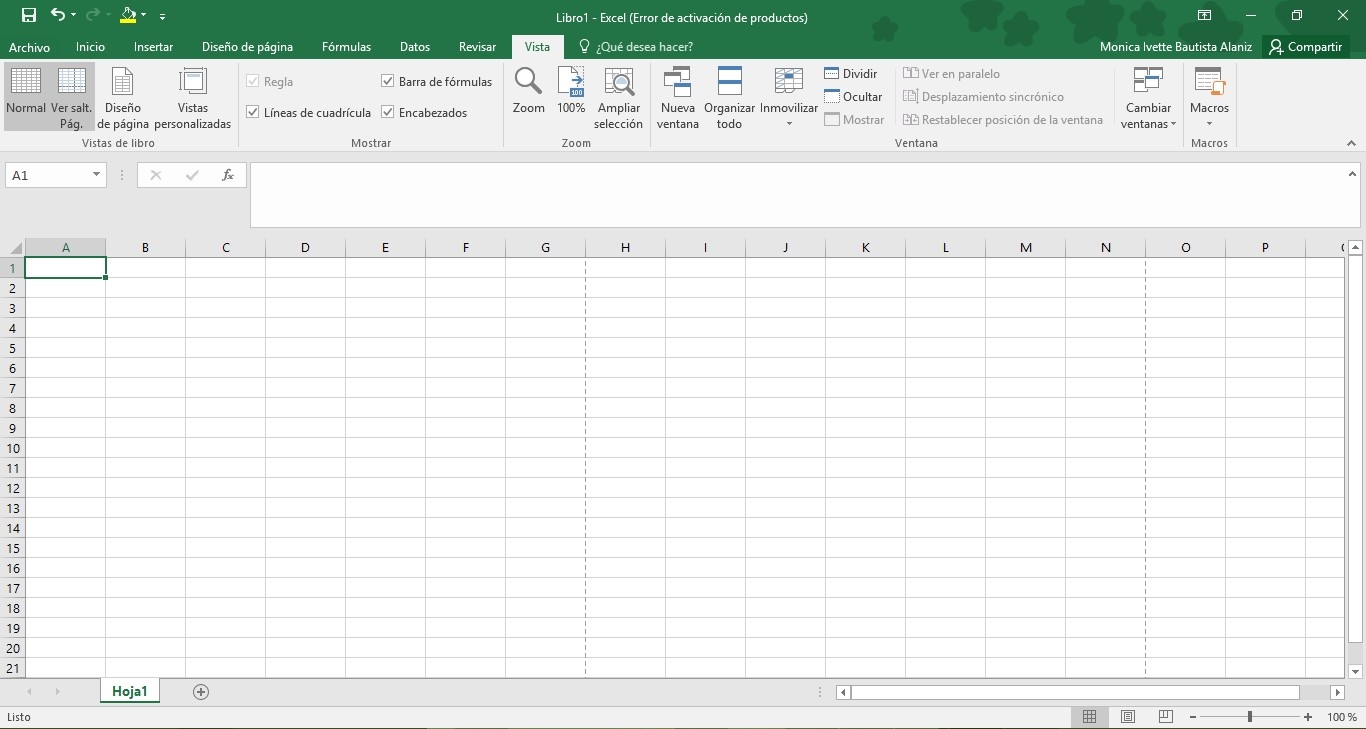 Libro1 - Excel (Error de activación de productos)
Archivo Inicio Insertar Diseño de página Fórmulas Datos Revisar Vista ¿Qué desea hacer? Monica Ivette Bautista Alaniz Compartir
Normal Ver salt. Pág. Diseño de página Vistas personalizadas
Vistas de libro
Regla Barra de fórmulas
Líneas de cuadrícula Encabezados
Mostrar
Zoom 100% Ampliar selección
100
Zoom
Nueva ventana Organizar todo Inmovilizar
Dividir
Ocultar
Mostrar
Ver en paralelo
Desplazamiento sincrónico
Restablecer posición de la ventana
Cambiar ventanas
Ventana
Macros
Macros
A1 fx
A B C D E F G H I J K L M N O P
1
2
3
4
5
6
7
8
9
10
11
12
13
14
15
16
17
18
19
20
21
Hoja1
Listo 100 %